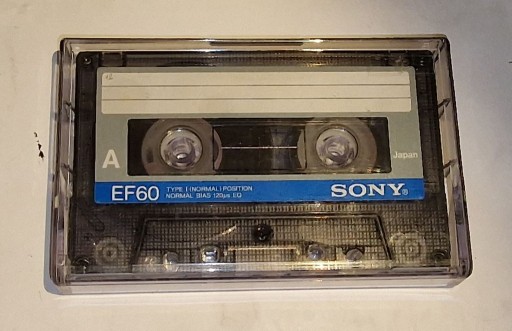 A
Japan
EF60 TYPE I (NORMAL) POSITION
NORMAL BIAS 120µs EQ
SONY®